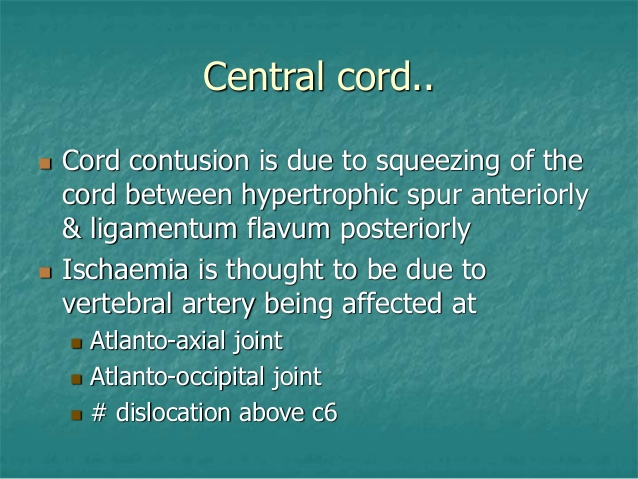 Central cord..
Cord contusion is due to squeezing of the
cord between hypertrophic spur anteriorly
& ligamentum flavum posteriorly
Ischaemia is thought to be due to
vertebral artery being affected at
Atlanto-axial joint
Atlanto-occipital joint
# dislocation above c6